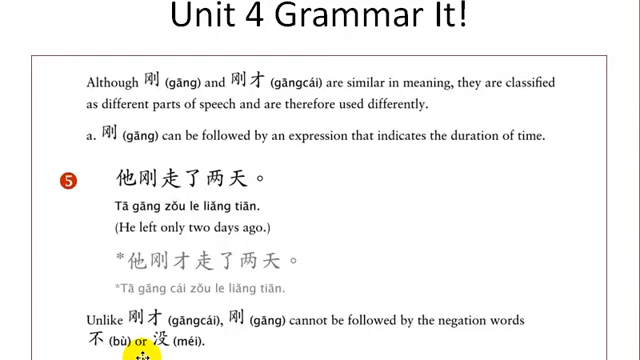 Unit 4 Grammar It!
Although 刚 (gāng) and 刚才 (gāngcái) are similar in meaning, they are classified
as different parts of speech and are therefore used differently.
a. 刚 (gāng) can be followed by an expression that indicates the duration of time.
5 他刚走了两天。
Tā gāng zǒu le liǎng tiān.
(He left only two days ago.)
*他刚才走了两天。
*Tā gāng cái zǒu le liǎng tiān.
Unlike 刚才 (gāngcái), 刚 (gāng) cannot be followed by the negation words
不 (bù) or 没 (méi).